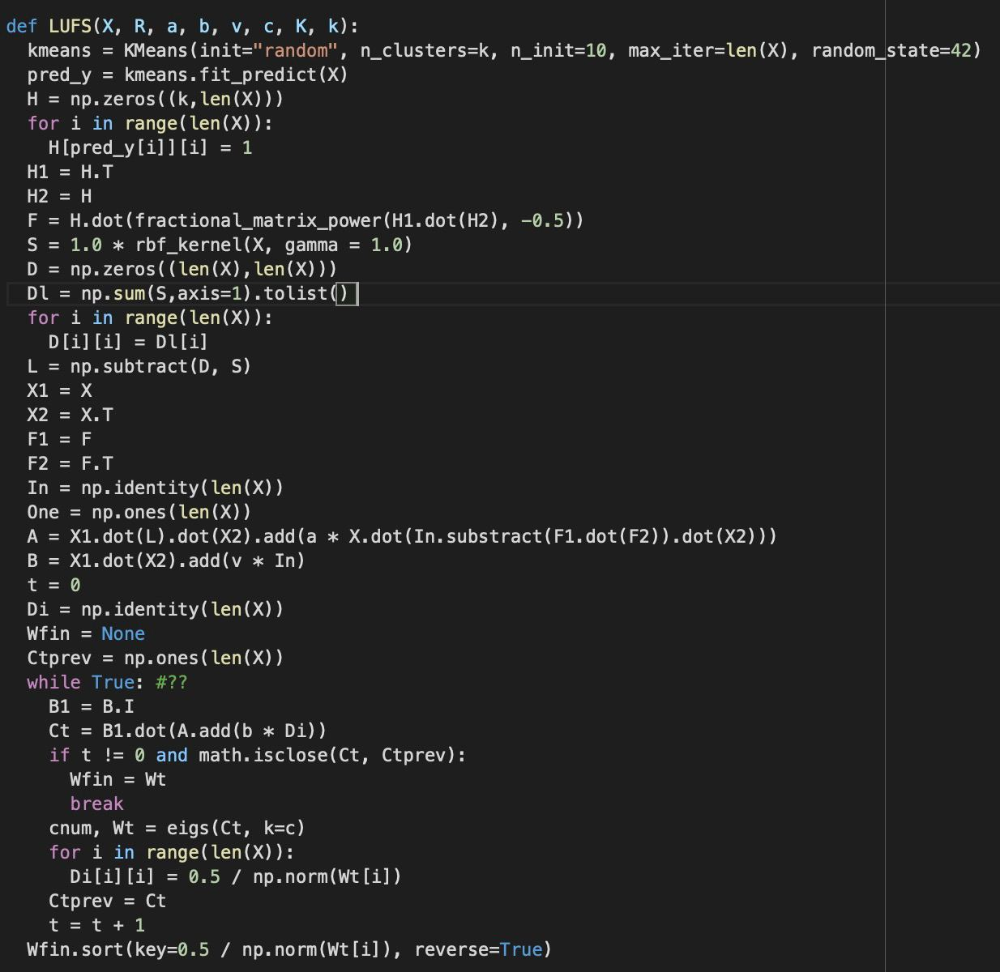 def LUFS(X, R, a, b, v, c, K, k):
  kmeans = KMeans(init="random", n_clusters=k, n_init=10, max_iter=len(X), random_state=42)
  pred_y = kmeans.fit_predict(X)
  H = np.zeros((k,len(X)))
  for i in range(len(X)):
    H[pred_y[i]][i] = 1
  H1 = H.T
  H2 = H
  F = H.dot(fractional_matrix_power(H1.dot(H2), -0.5))
  S = 1.0 * rbf_kernel(X, gamma = 1.0)
  D = np.zeros((len(X),len(X)))
  Dl = np.sum(S,axis=1).tolist()
  for i in range(len(X)):
    D[i][i] = Dl[i]
  L = np.subtract(D, S)
  X1 = X
  X2 = X.T
  F1 = F
  F2 = F.T
  In = np.identity(len(X))
  One = np.ones(len(X))
  A = X1.dot(L).dot(X2).add(a * X.dot(In.substract(F1.dot(F2)).dot(X2)))
  B = X1.dot(X2).add(v * In)
  t = 0
  Di = np.identity(len(X))
  Wfin = None
  Ctprev = np.ones(len(X))
  while True: #??
    B1 = B.I
    Ct = B1.dot(A.add(b * Di))
    if t != 0 and math.isclose(Ct, Ctprev):
      Wfin = Wt
      break
    cnum, Wt = eigs(Ct, k=c)
    for i in range(len(X)):
      Di[i][i] = 0.5 / np.norm(Wt[i])
    Ctprev = Ct
    t = t + 1
  Wfin.sort(key=0.5 / np.norm(Wt[i]), reverse=True)